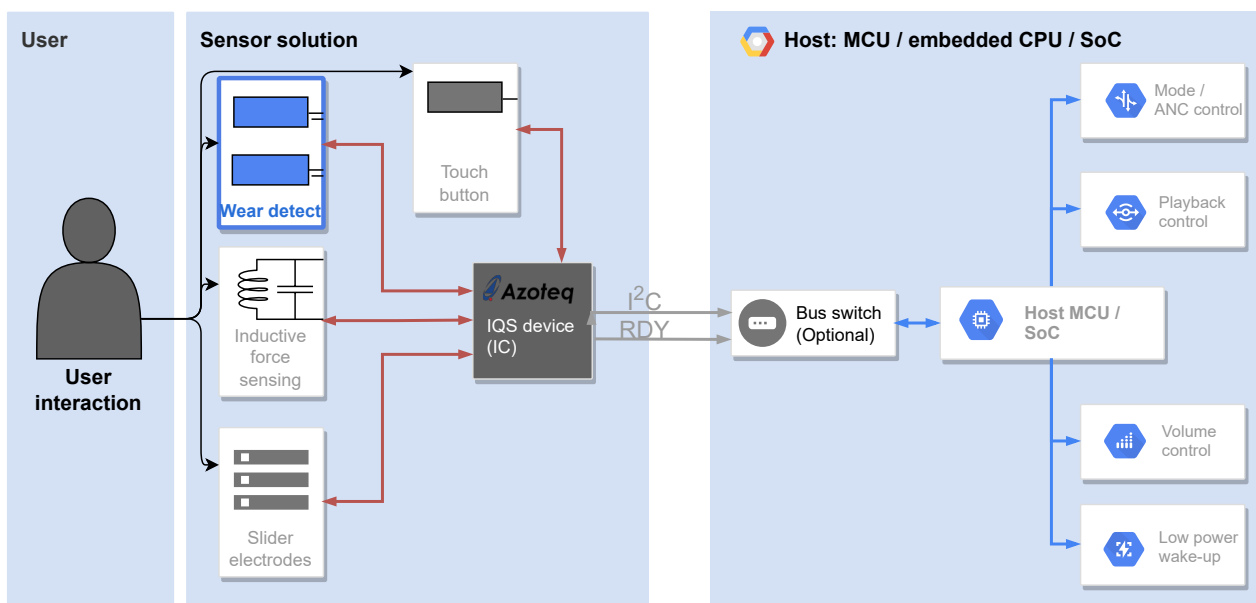 User
User
interaction
Sensor solution
Wear detect
Touch
button
Inductive
force
sensing
Slider
electrodes
Azoteq
IQS device
(IC)
I²C
RDY
Host: MCU / embedded CPU / SoC
Bus switch
(Optional)
Host MCU /
SoC
Mode /
ANC control
Playback
control
Volume
control
Low power
wake-up